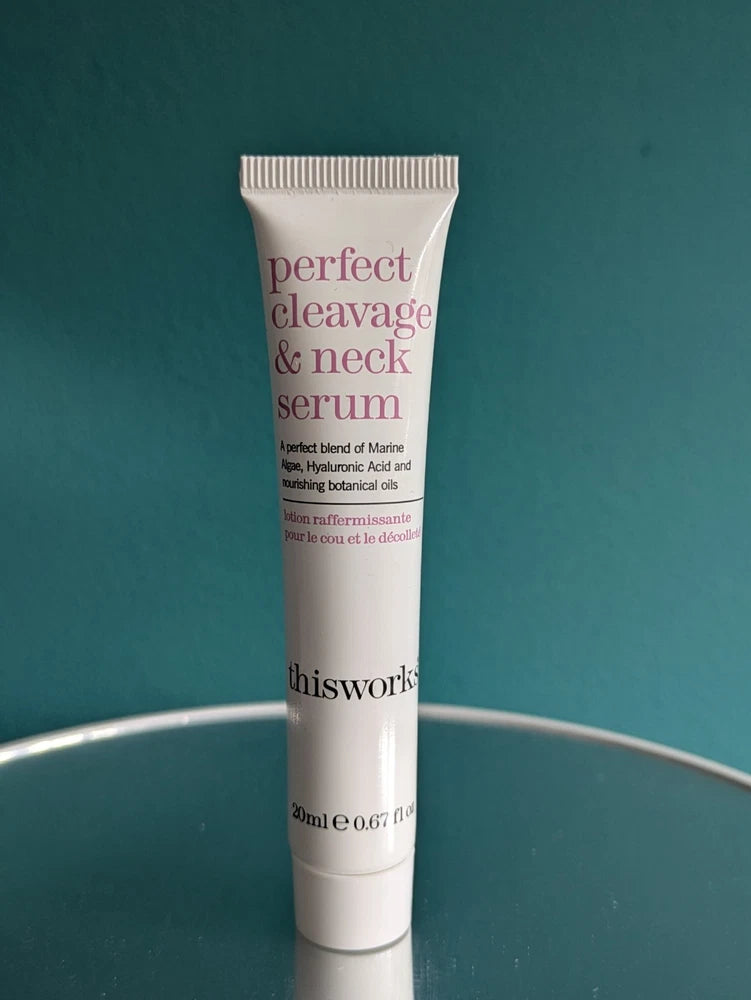 perfect
cleavage
& neck
serum
A perfect blend of Marine
Algae, Hyaluronic Acid and
nourishing botanical oils
lotion raffermissante
pour le cou et le décolleté
thisworks
20ml e 0.67 fl oz